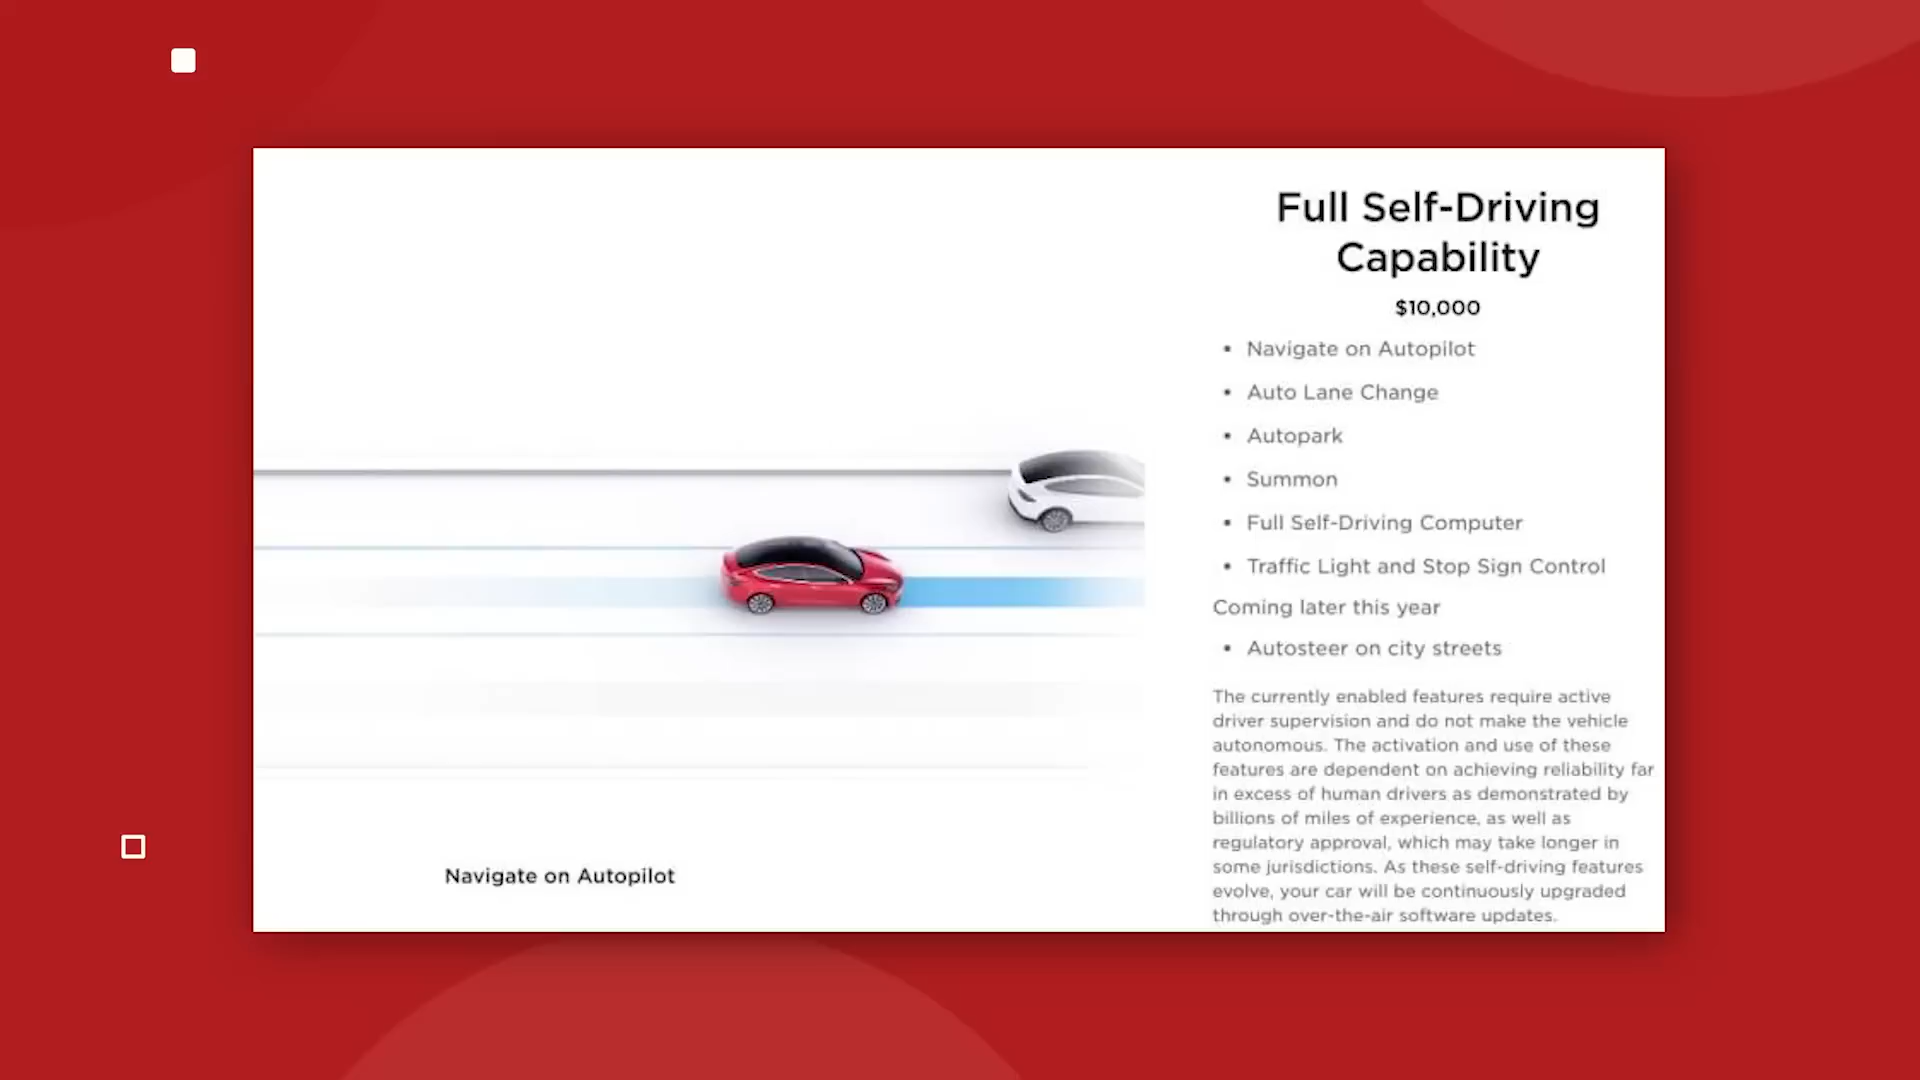 Full Self-Driving
Capability
$10,000
• Navigate on Autopilot
• Auto Lane Change
• Autopark
• Summon
• Full Self-Driving Computer
• Traffic Light and Stop Sign Control
Coming later this year
• Autosteer on city streets
The currently enabled features require active
driver supervision and do not make the vehicle
autonomous. The activation and use of these
features are dependent on achieving reliability far
in excess of human drivers as demonstrated by
billions of miles of experience, as well as
regulatory approval, which may take longer in
some jurisdictions. As these self-driving features
evolve, your car will be continuously upgraded
through over-the-air software updates.
Navigate on Autopilot